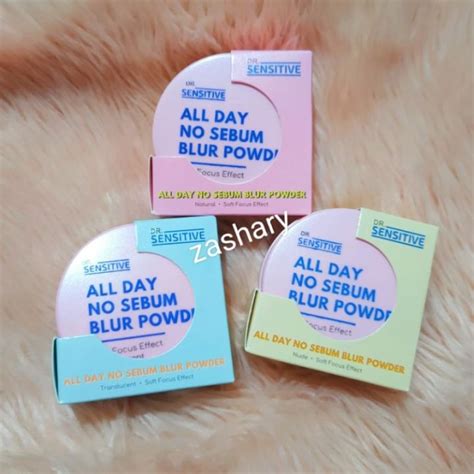 DR.
SENSITIVE
DR.
SENSITIVE
ALL DAY
NO SEBUM
BLUR POWDE
Focus Effect
ALL DAY NO SEBUM BLUR POWDER
Natural • Soft Focus Effect
zashary
DR.
SENSITIVE
DR.
SENSITIVE
ALL DAY
NO SEBUM
BLUR POWD
Focus Effect
ALL DAY NO SEBUM BLUR POWDER
Translucent • Soft Focus Effect
DR.
SENSITIVE
DR.
SENSITIVE
ALL DAY
NO SEBUM
BLUR POWDE
Focus Effect
ALL DAY NO SEBUM BLUR POWDER
Nude • Soft Focus Effect